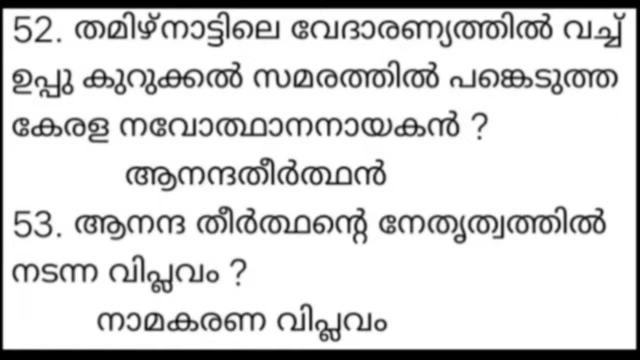 52. തമിഴ്നാട്ടിലെ വേദാരണ്യത്തിൽ വച്ച്
ഉപ്പു കുറുക്കൽ സമരത്തിൽ പങ്കെടുത്ത
കേരള നവോത്ഥാനനായകൻ ?
ആനന്ദതീർത്ഥൻ
53. ആനന്ദ തീർത്ഥന്റെ നേതൃത്വത്തിൽ
നടന്ന വിപ്ലവം ?
നാമകരണ വിപ്ലവം